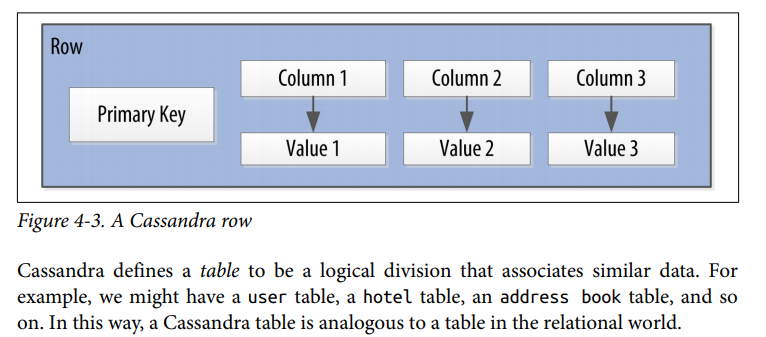 Row
Column 1 Column 2 Column 3
Primary Key
Value 1 Value 2 Value 3
Figure 4-3. A Cassandra row
Cassandra defines a table to be a logical division that associates similar data. For
example, we might have a user table, a hotel table, an address book table, and so
on. In this way, a Cassandra table is analogous to a table in the relational world.